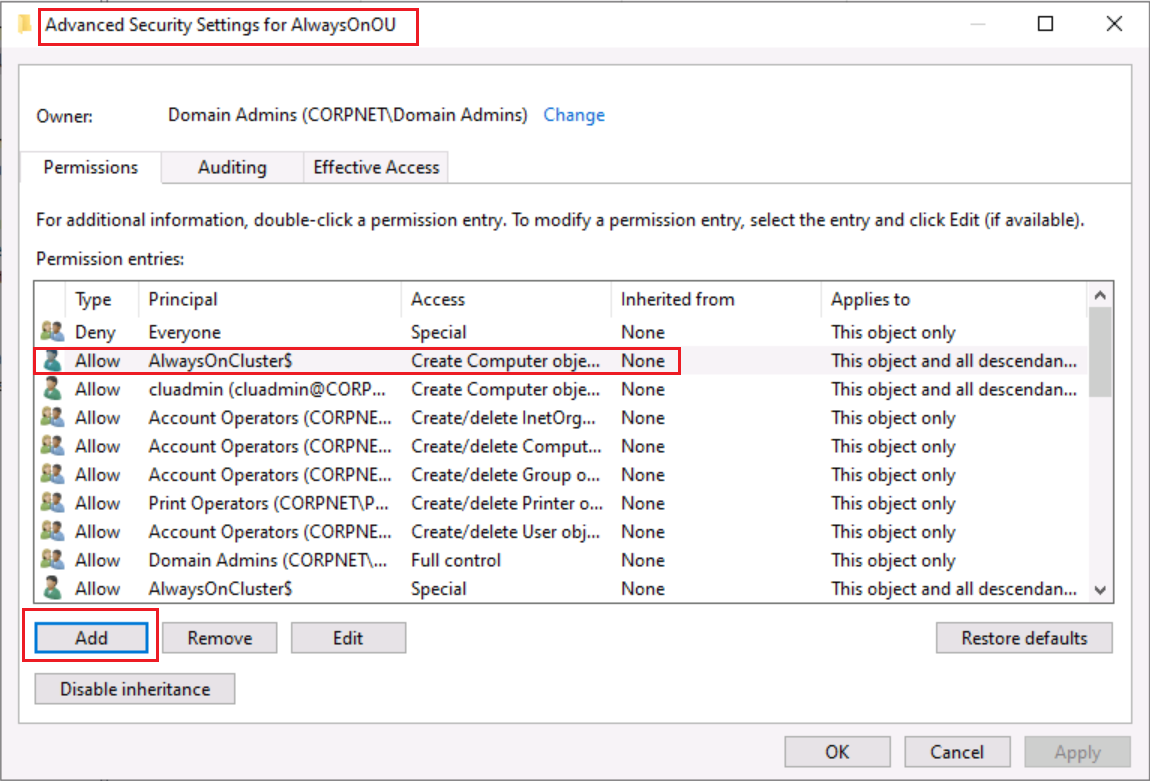 Advanced Security Settings for AlwaysOnOU
Owner: Domain Admins (CORPNET\Domain Admins) Change
Permissions Auditing Effective Access
For additional information, double-click a permission entry. To modify a permission entry, select the entry and click Edit (if available).
Permission entries:
Type Principal Access Inherited from Applies to
Deny Everyone Special None This object only
Allow AlwaysOnCluster$ Create Computer obje... None This object and all descendan...
Allow cluadmin (cluadmin@CORP... Create Computer obje... None This object and all descendan...
Allow Account Operators (CORPNE... Create/delete InetOrg... None This object only
Allow Account Operators (CORPNE... Create/delete Comput... None This object only
Allow Account Operators (CORPNE... Create/delete Group o... None This object only
Allow Print Operators (CORPNET\P... Create/delete Printer o... None This object only
Allow Account Operators (CORPNE... Create/delete User obj... None This object only
Allow Domain Admins (CORPNET\... Full control None This object only
Allow AlwaysOnCluster$ Special None This object and all descendan...
Add Remove Edit Restore defaults
Disable inheritance
OK Cancel Apply